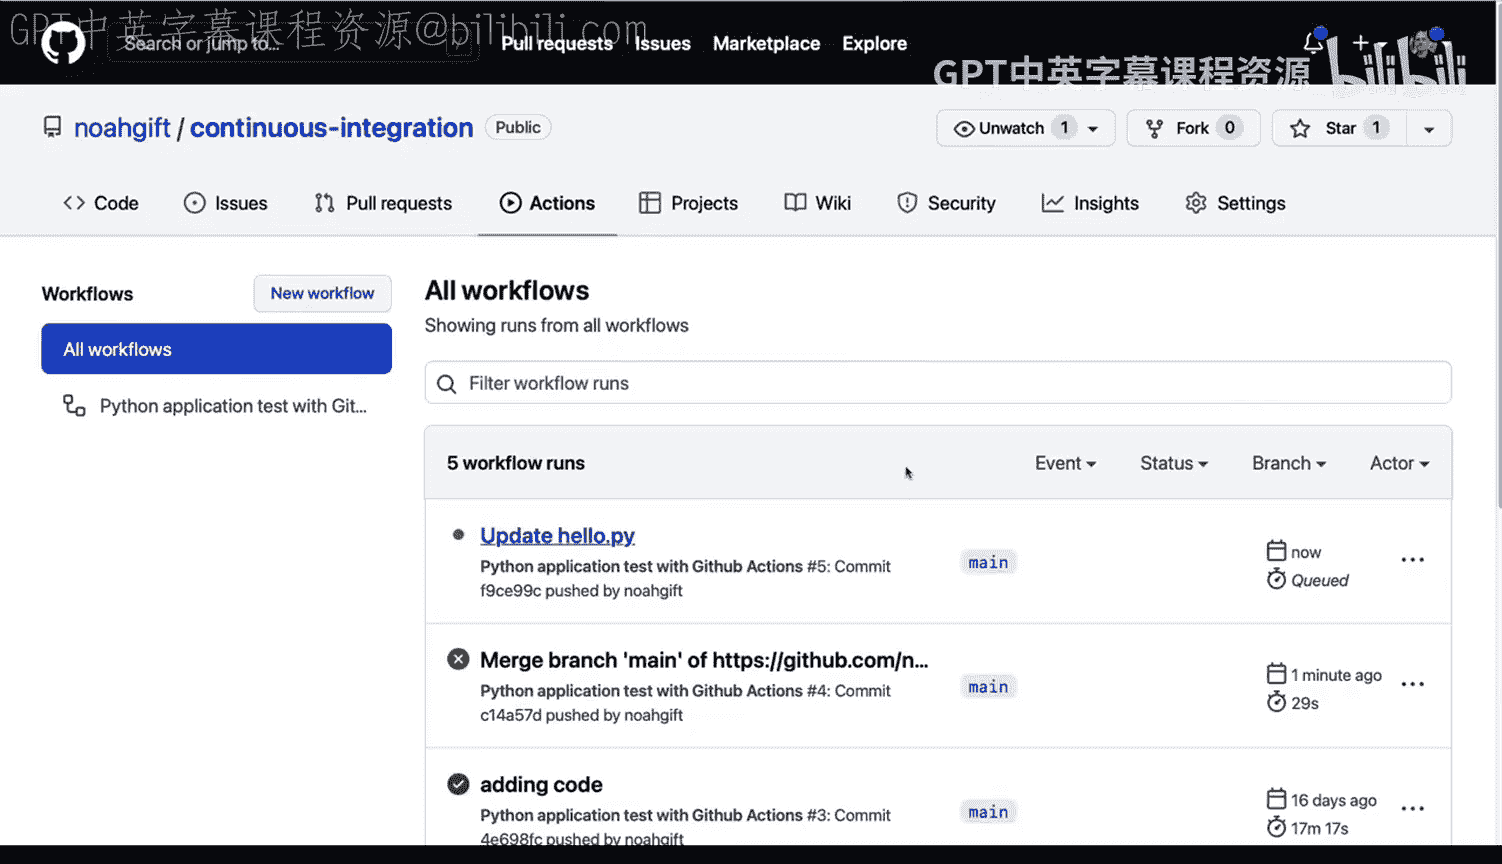 GPT中英字幕课程资源@bilibili.com
Search or jump to...
Pull requests Issues Marketplace Explore
GPT中英字幕课程资源 bilibili
noahgift / continuous-integration Public
Unwatch 1 Fork 0 Star 1
Code Issues Pull requests Actions Projects Wiki Security Insights Settings
Workflows New workflow
All workflows
Python application test with Git...
All workflows
Showing runs from all workflows
Filter workflow runs
5 workflow runs Event Status Branch Actor
Update hello.py
Python application test with Github Actions #5: Commit
f9ce99c pushed by noahgift
main
now
Queued
Merge branch 'main' of https://github.com/n...
Python application test with Github Actions #4: Commit
c14a57d pushed by noahgift
main
1 minute ago
29s
adding code
Python application test with Github Actions #3: Commit
4e698fc pushed by noahgift
main
16 days ago
17m 17s